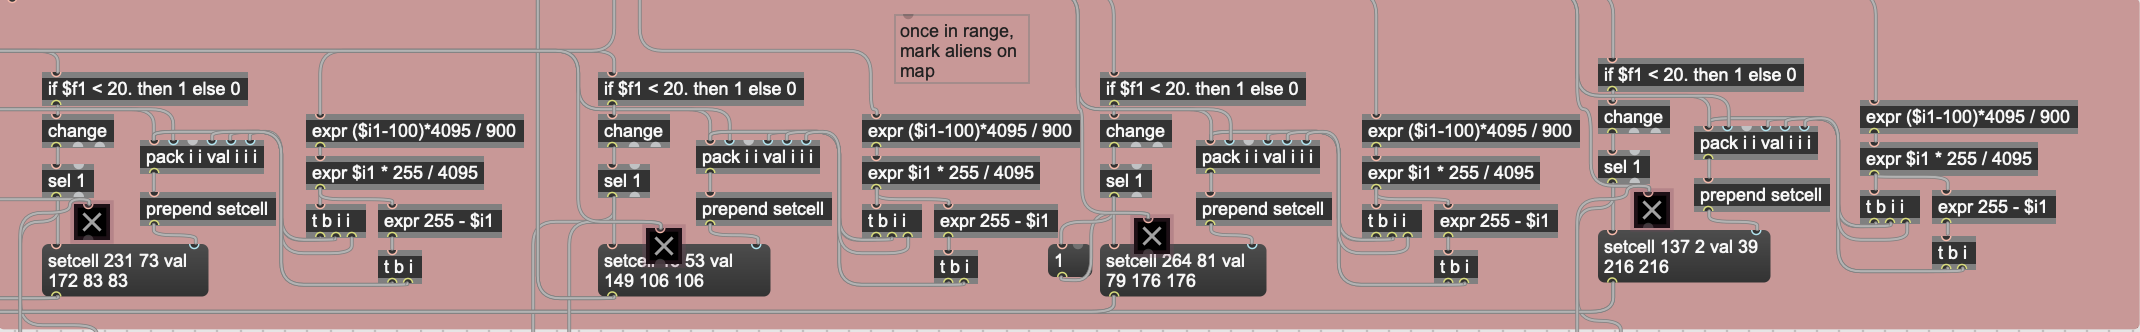 once in range,
mark aliens on
map
if $f1 < 20. then 1 else 0
change
sel 1
pack i i val i i i
prepend setcell
setcell 231 73 val
172 83 83
expr ($i1-100)*4095 / 900
expr $i1 * 255 / 4095
t b i i
expr 255 - $i1
t b i
if $f1 < 20. then 1 else 0
change
sel 1
pack i i val i i i
prepend setcell
53 val
149 106 106
expr ($i1-100)*4095 / 900
expr $i1 * 255 / 4095
t b i i
expr 255 - $i1
t b i
1
if $f1 < 20. then 1 else 0
change
sel 1
pack i i val i i i
prepend setcell
setcell 264 81 val
79 176 176
expr ($i1-100)*4095 / 900
expr $i1 * 255 / 4095
t b i i
expr 255 - $i1
t b i
if $f1 < 20. then 1 else 0
change
sel 1
pack i i val i i i
prepend setcell
setcell 137 2 val 39
216 216
expr ($i1-100)*4095 / 900
expr $i1 * 255 / 4095
t b i i
expr 255 - $i1
t b i